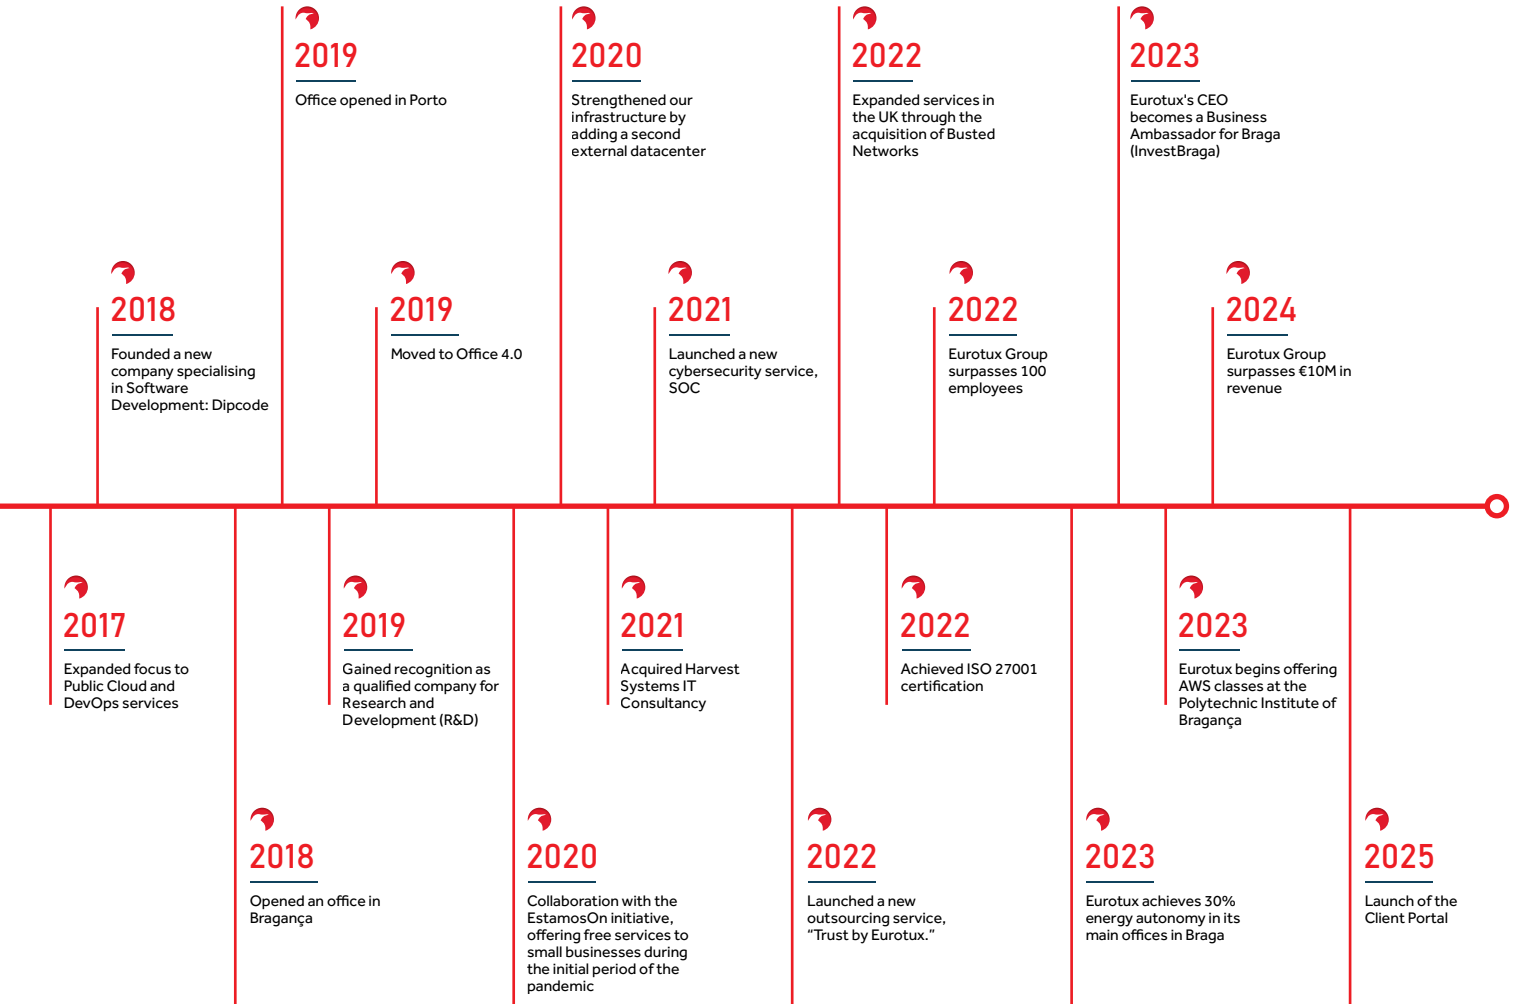 2019
Office opened in Porto
2020
Strengthened our
infrastructure by
adding a second
external datacenter
2022
Expanded services in
the UK through the
acquisition of Busted
Networks
2023
Eurotux's CEO
becomes a Business
Ambassador for Braga
(InvestBraga)
2018
Founded a new
company specialising
in Software
Development: Dipcode
2019
Moved to Office 4.0
2021
Launched a new
cybersecurity service,
SOC
2022
Eurotux Group
surpasses 100
employees
2024
Eurotux Group
surpasses €10M in
revenue
2017
Expanded focus to
Public Cloud and
DevOps services
2019
Gained recognition as
a qualified company for
Research and
Development (R&D)
2021
Acquired Harvest
Systems IT
Consultancy
2022
Achieved ISO 27001
certification
2023
Eurotux begins offering
AWS classes at the
Polytechnic Institute of
Bragança
2018
Opened an office in
Bragança
2020
Collaboration with the
EstamosOn initiative,
offering free services to
small businesses during
the initial period of the
pandemic
2022
Launched a new
outsourcing service,
“Trust by Eurotux.”
2023
Eurotux achieves 30%
energy autonomy in its
main offices in Braga
2025
Launch of the
Client Portal